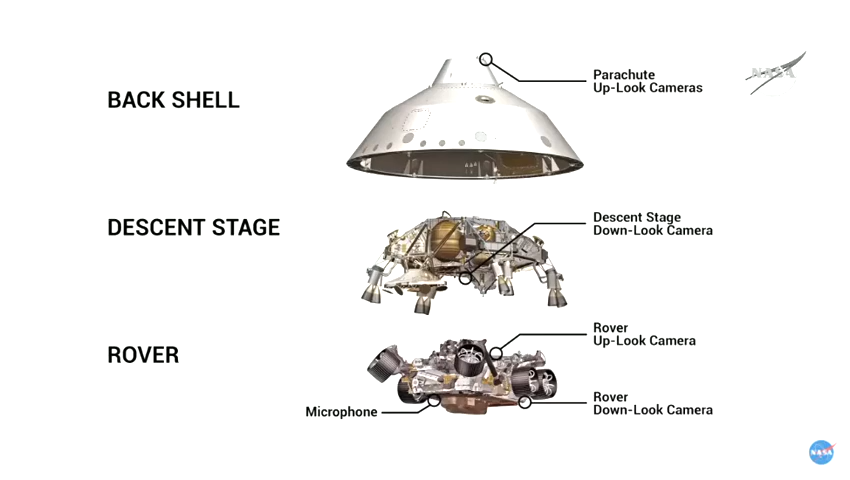 BACK SHELL
Parachute
Up-Look Cameras
NASA
DESCENT STAGE
Descent Stage
Down-Look Camera
ROVER
Rover
Up-Look Camera
Microphone
Rover
Down-Look Camera
NASA